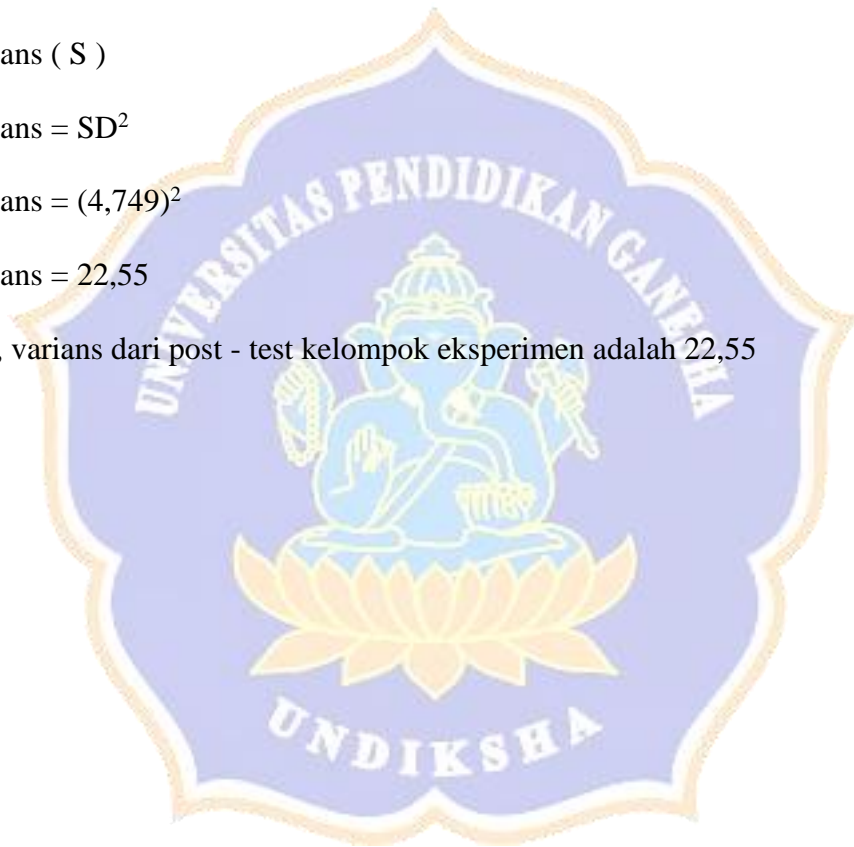 ans ( S )
ans = SD²
ans = (4,749)²
ans = 22,55
, varians dari post - test kelompok eksperimen adalah 22,55
UNIVERSITAS PENDIDIKAN GANESHA
UNDIKSHA